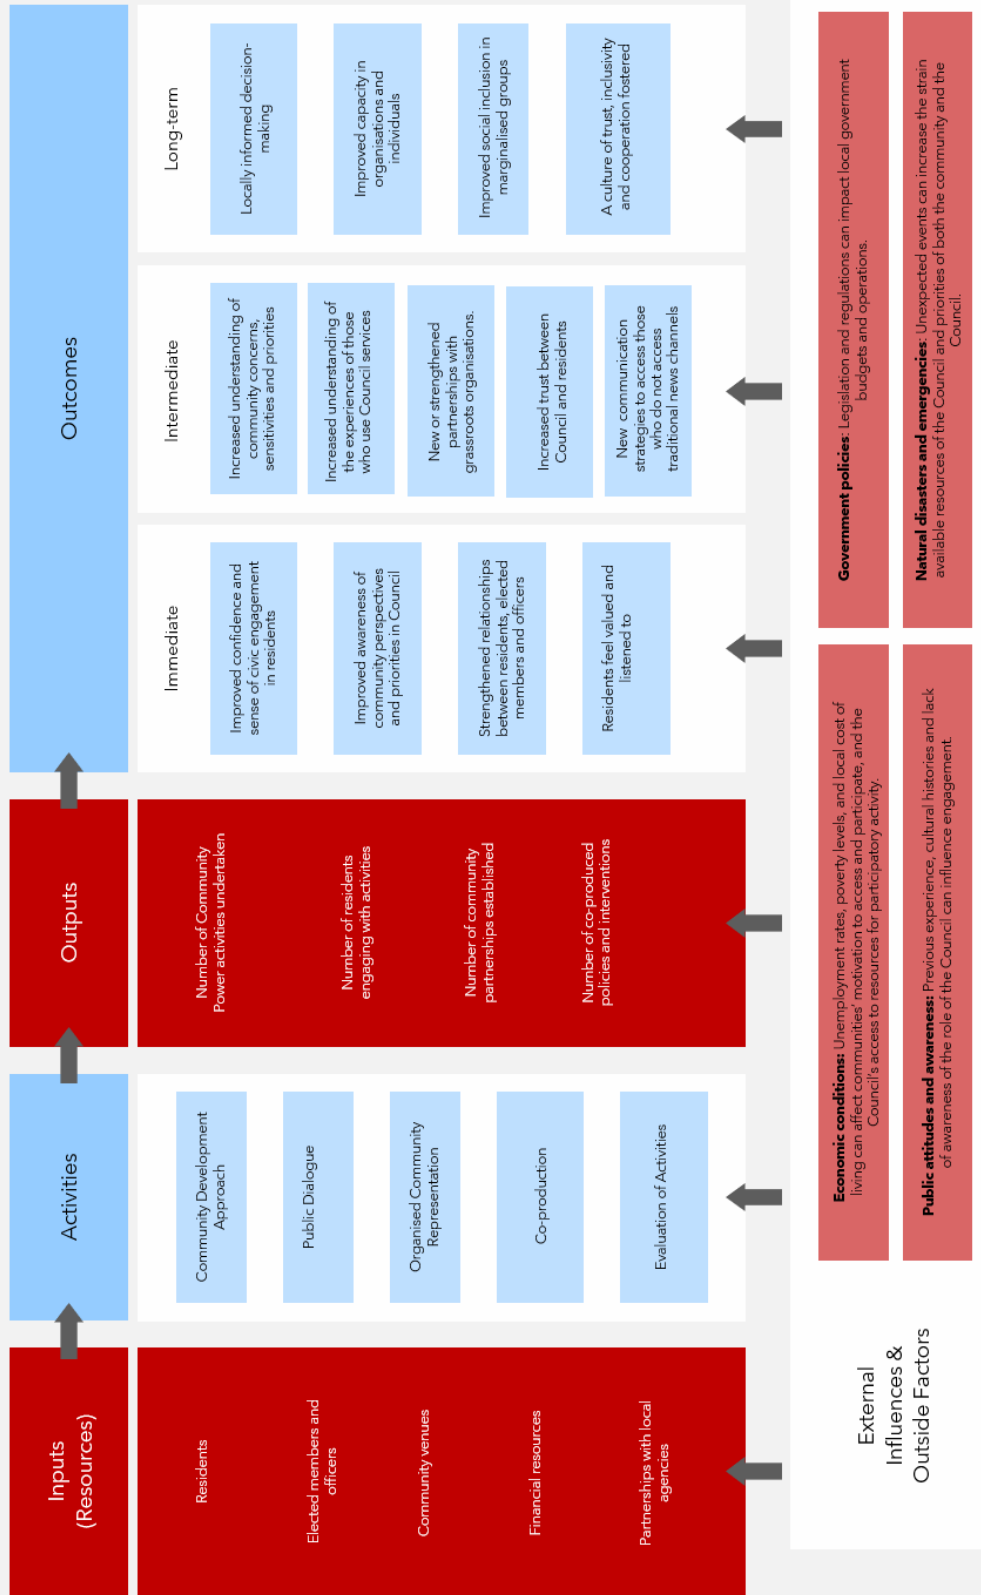 Inputs
(Resources)
Residents
Elected members and
officers
Community venues
Financial resources
Partnerships with local
agencies
Activities
Community Development
Approach
Public Dialogue
Organised Community
Representation
Co-production
Evaluation of Activities
Outputs
Number of Community
Power activities undertaken
Number of residents
engaging with activities
Number of community
partnerships established
Number of co-produced
policies and interventions
Outcomes
Immediate
Improved confidence and
sense of civic engagement
in residents
Improved awareness of
community perspectives
and priorities in Council
Strengthened relationships
between residents, elected
members and officers
Residents feel valued and
listened to
Intermediate
Increased understanding of
community concerns,
sensitivities and priorities
Increased understanding of
the experiences of those
who use Council services
New or strengthened
partnerships with
grassroots organisations.
Increased trust between
Council and residents
New communication
strategies to access those
who do not access
traditional news channels
Long-term
Locally informed decision-
making
Improved capacity in
organisations and
individuals
Improved social inclusion in
marginalised groups
A culture of trust, inclusivity
and cooperation fostered
External
Influences &
Outside Factors
Economic conditions: Unemployment rates, poverty levels, and local cost of
living can affect communities' motivation to access and participate, and the
Council's access to resources for participatory activity.
Public attitudes and awareness: Previous experience, cultural histories and lack
of awareness of the role of the Council can influence engagement.
Government policies: Legislation and regulations can impact local government
budgets and operations.
Natural disasters and emergencies: Unexpected events can increase the strain
available resources of the Council and priorities of both the community and the
Council.